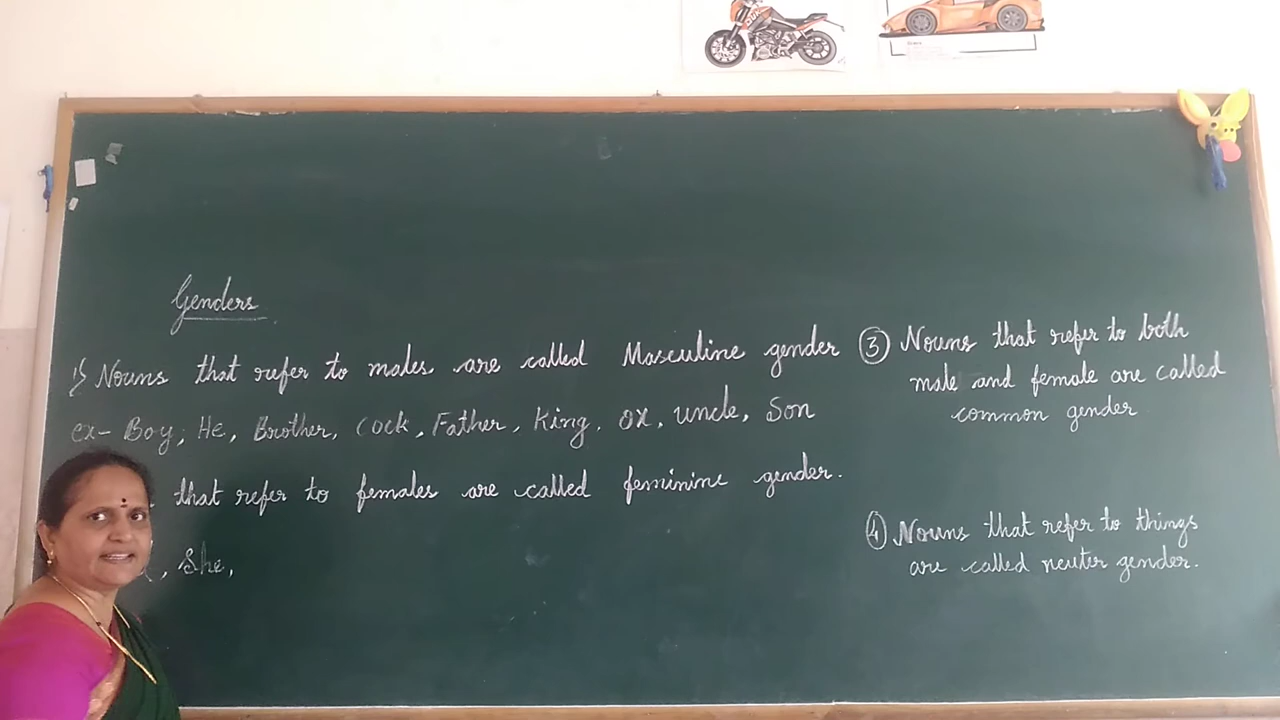 Genders
1) Nouns that refer to males are called Masculine gender
ex- Boy, He, Brother, Cock, Father, King, ox, uncle, Son
that refer to females are called feminine gender.
, She,
3 Nouns that refer to both
male and female are called
common gender
4 Nouns that refer to things
are called neuter gender.